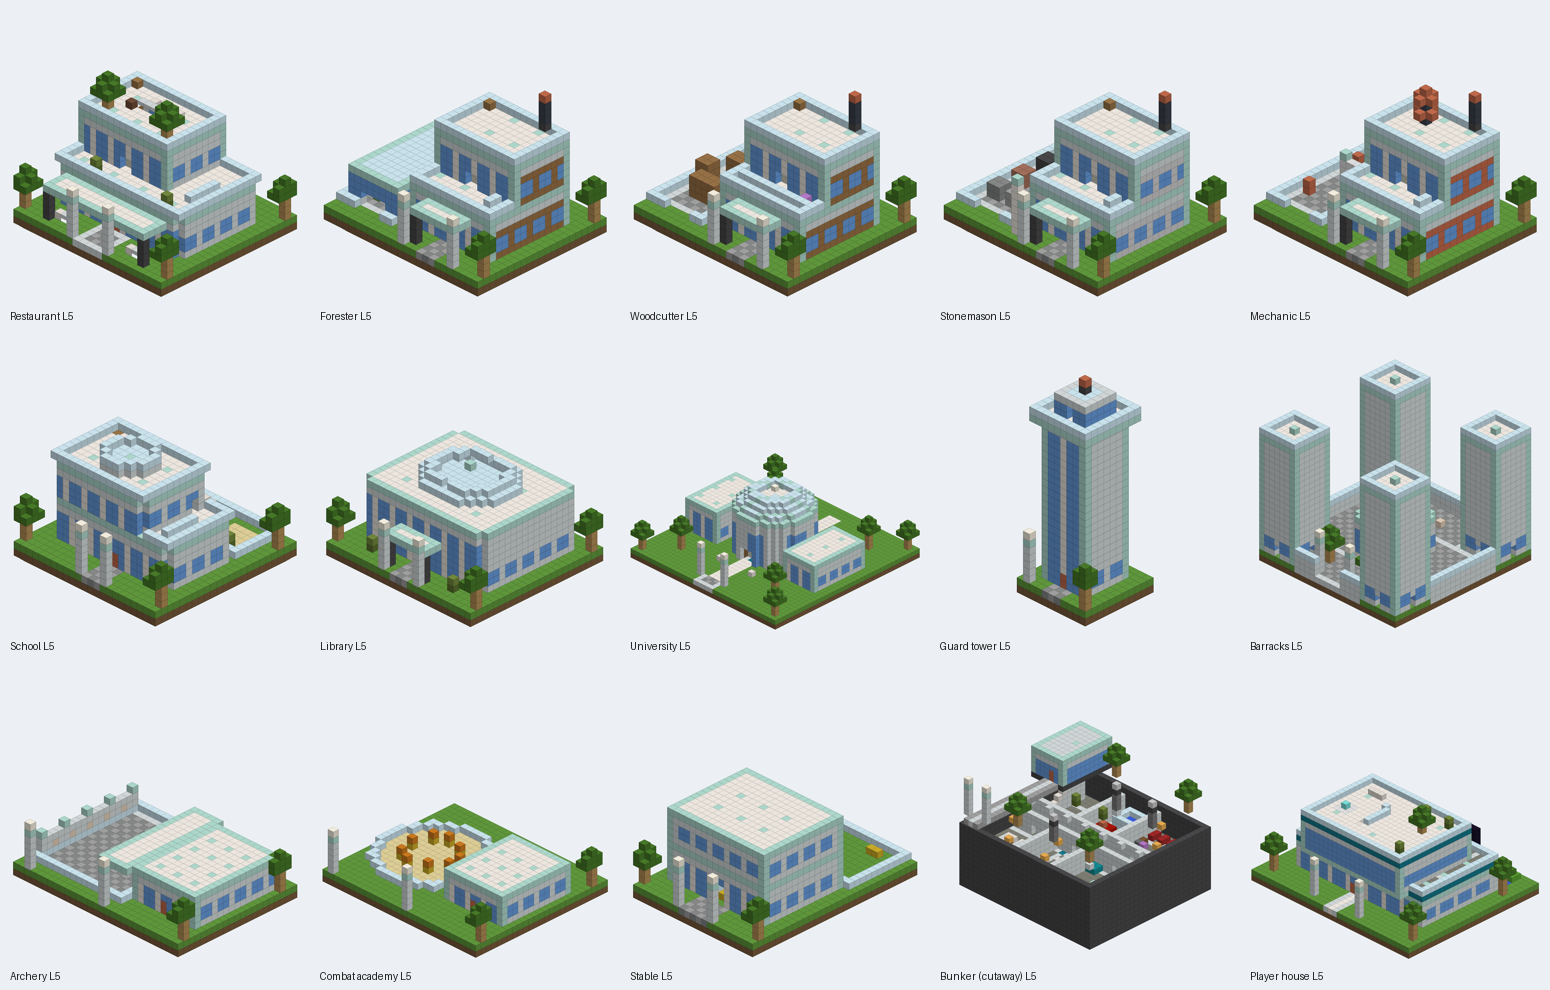 Restaurant L5
Forester L5
Woodcutter L5
Stonemason L5
Mechanic L5
School L5
Library L5
University L5
Guard tower L5
Barracks L5
Archery L5
Combat academy L5
Stable L5
Bunker (cutaway) L5
Player house L5